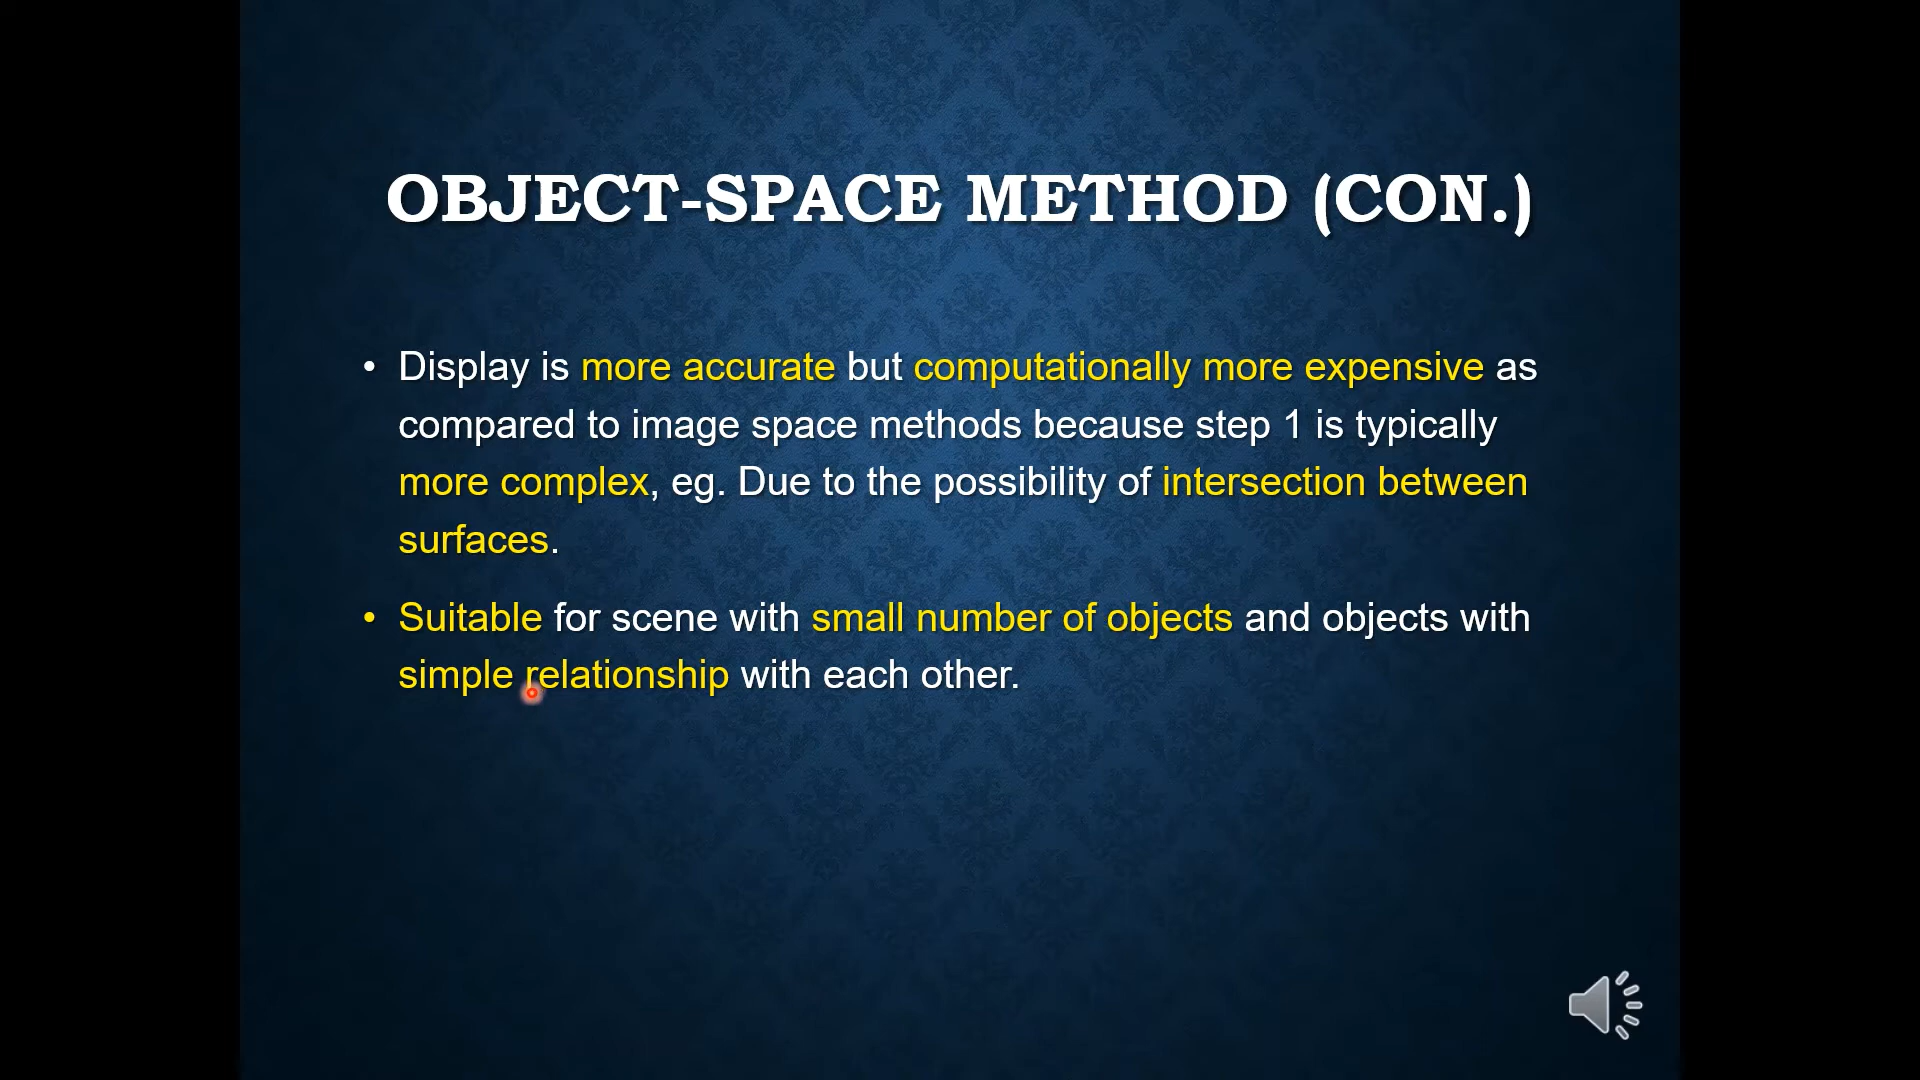 OBJECT-SPACE METHOD (CON.)
• Display is more accurate but computationally more expensive as
compared to image space methods because step 1 is typically
more complex, eg. Due to the possibility of intersection between
surfaces.
• Suitable for scene with small number of objects and objects with
simple relationship with each other.